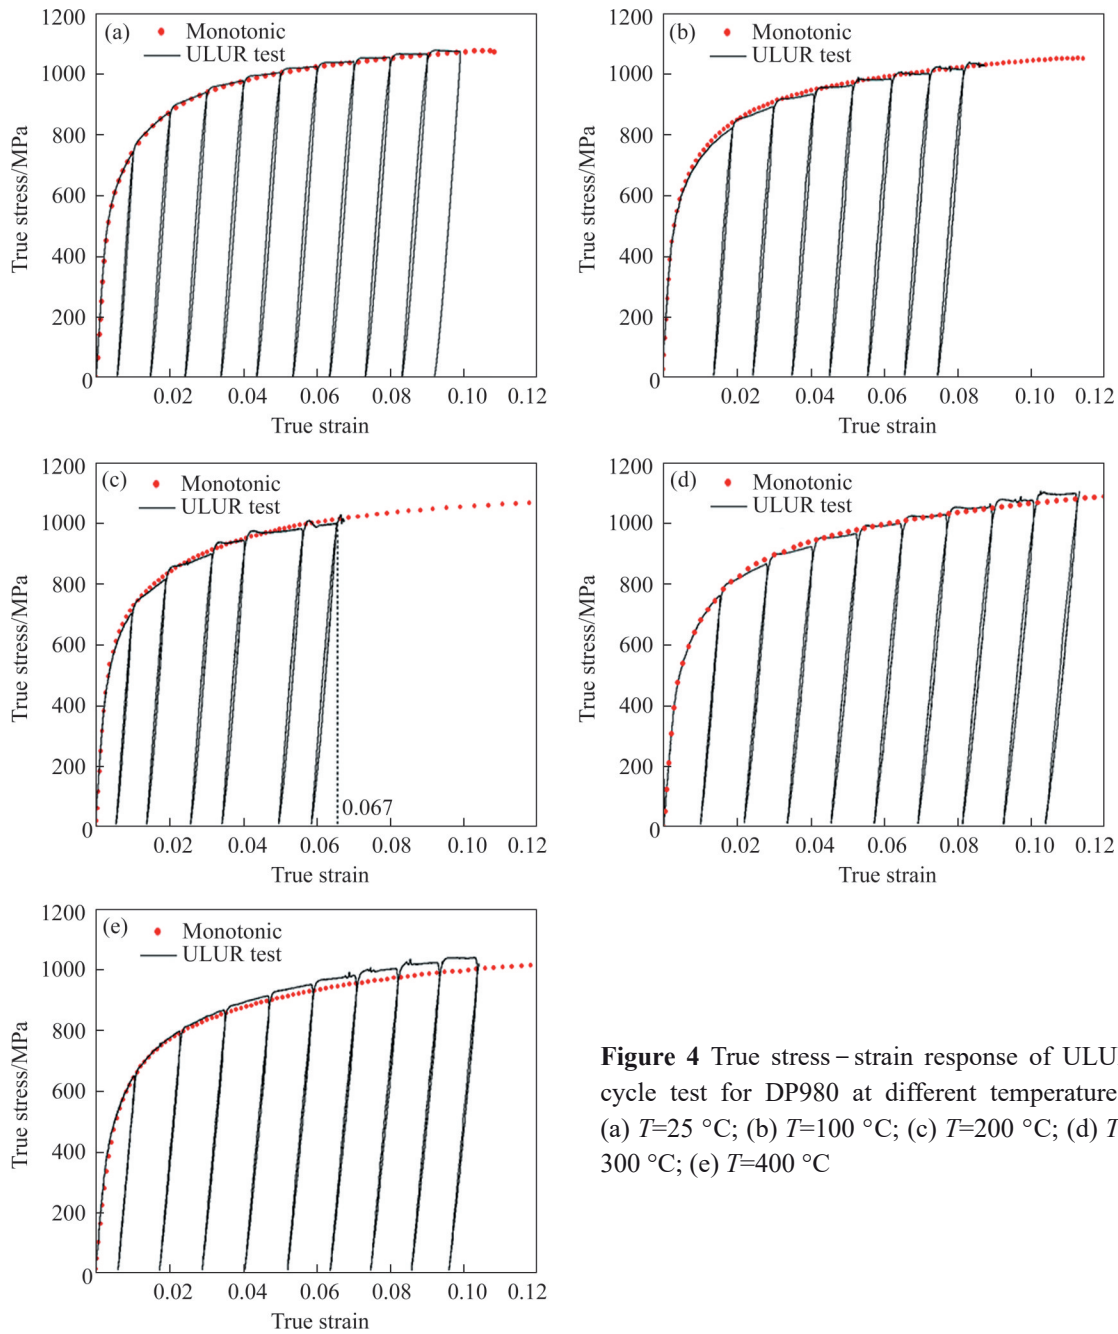 1200
(a)
Monotonic
ULUR test
1000
800
600
400
200
0
True stress/MPa
0.02 0.04 0.06 0.08 0.10 0.12
True strain
1200
(b)
Monotonic
ULUR test
1000
800
600
400
200
0
True stress/MPa
0.02 0.04 0.06 0.08 0.10 0.12
True strain
1200
(c)
Monotonic
ULUR test
1000
800
600
400
200
0
True stress/MPa
0.067
0.02 0.04 0.06 0.08 0.10 0.12
True strain
1200
(d)
Monotonic
ULUR test
1000
800
600
400
200
0
True stress/MPa
0.02 0.04 0.06 0.08 0.10 0.12
True strain
1200
(e)
Monotonic
ULUR test
1000
800
600
400
200
0
True stress/MPa
0.02 0.04 0.06 0.08 0.10 0.12
True strain
Figure 4 True stress – strain response of ULU
cycle test for DP980 at different temperature
(a) T=25 °C; (b) T=100 °C; (c) T=200 °C; (d) T
300 °C; (e) T=400 °C